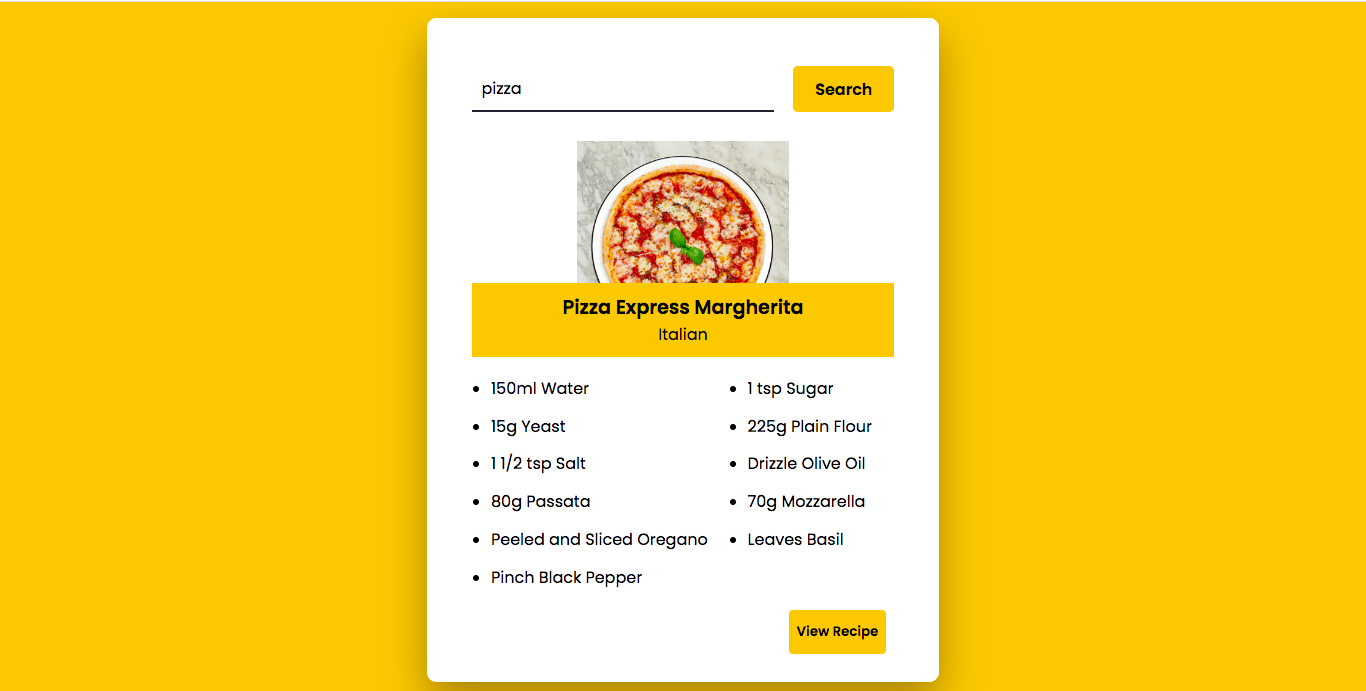 pizza
Search
Pizza Express Margherita
Italian
150ml Water
1 tsp Sugar
15g Yeast
225g Plain Flour
1 1/2 tsp Salt
Drizzle Olive Oil
80g Passata
70g Mozzarella
Peeled and Sliced Oregano
Leaves Basil
Pinch Black Pepper
View Recipe